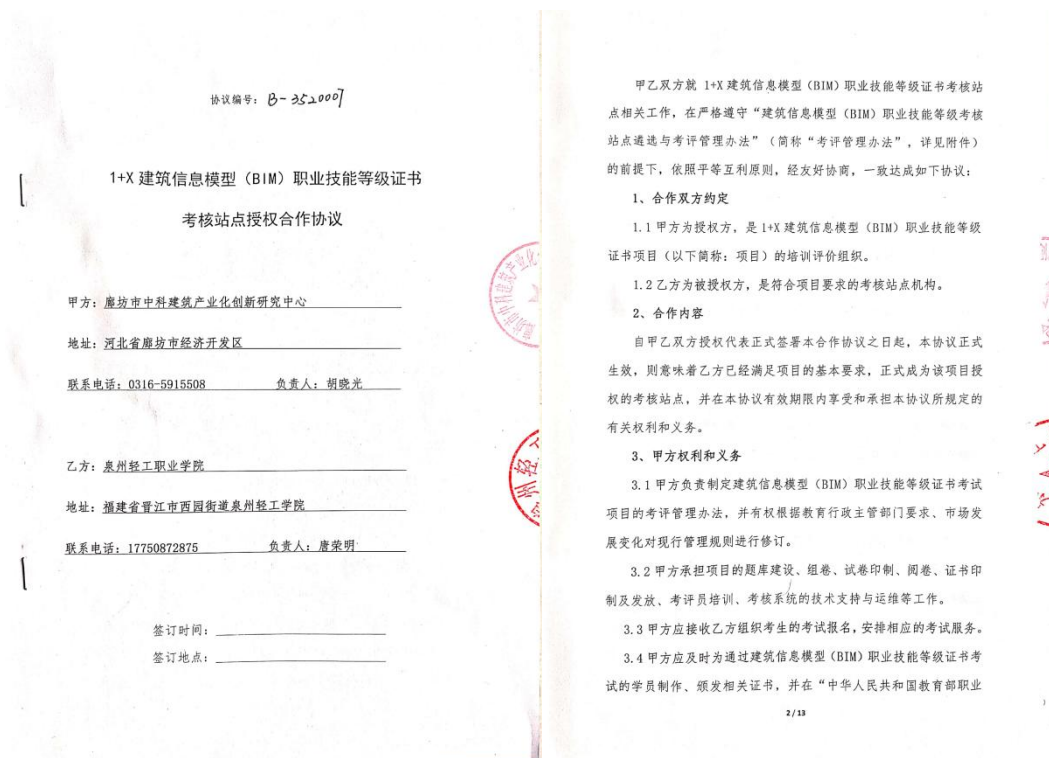 协议编号：B-3520007
1+X 建筑信息模型（BIM）职业技能等级证书
考核站点授权合作协议
甲方：廊坊市中科建筑产业化创新研究中心
地址：河北省廊坊市经济开发区
联系电话：0316-5915508 负责人：胡晓光
乙方：泉州轻工职业学院
地址：福建省晋江市西园街道泉州轻工学院
联系电话：17750872875 负责人：唐荣明
签订时间：
签订地点：
甲乙双方就 1+X 建筑信息模型（BIM）职业技能等级证书考核站
点相关工作，在严格遵守“建筑信息模型（BIM）职业技能等级考核
站点遴选与考评管理办法”（简称“考评管理办法”，详见附件）
的前提下，依照平等互利原则，经友好协商，一致达成如下协议：
1、合作双方约定
1.1 甲方为授权方，是 1+X 建筑信息模型（BIM）职业技能等级
证书项目（以下简称：项目）的培训评价组织。
1.2 乙方为被授权方，是符合项目要求的考核站点机构。
2、合作内容
自甲乙双方授权代表正式签署本合作协议之日起，本协议正式
生效，则意味着乙方已经满足项目的基本要求，正式成为该项目授
权的考核站点，并在本协议有效期限内享受和承担本协议所规定的
有关权利和义务。
3、甲方权利和义务
3.1 甲方负责制定建筑信息模型（BIM）职业技能等级证书考试
项目的考评管理办法，并有权根据教育行政主管部门要求、市场发
展变化对现行管理规则进行修订。
3.2 甲方承担项目的题库建设、组卷、试卷印制、阅卷、证书印
制及发放、考评员培训、考核系统的技术支持与运维等工作。
3.3 甲方应接收乙方组织考生的考试报名，安排相应的考试服务。
3.4 甲方应及时为通过建筑信息模型（BIM）职业技能等级证书考
试的学员制作、颁发相关证书，并在“中华人民共和国教育部职业
2 / 13